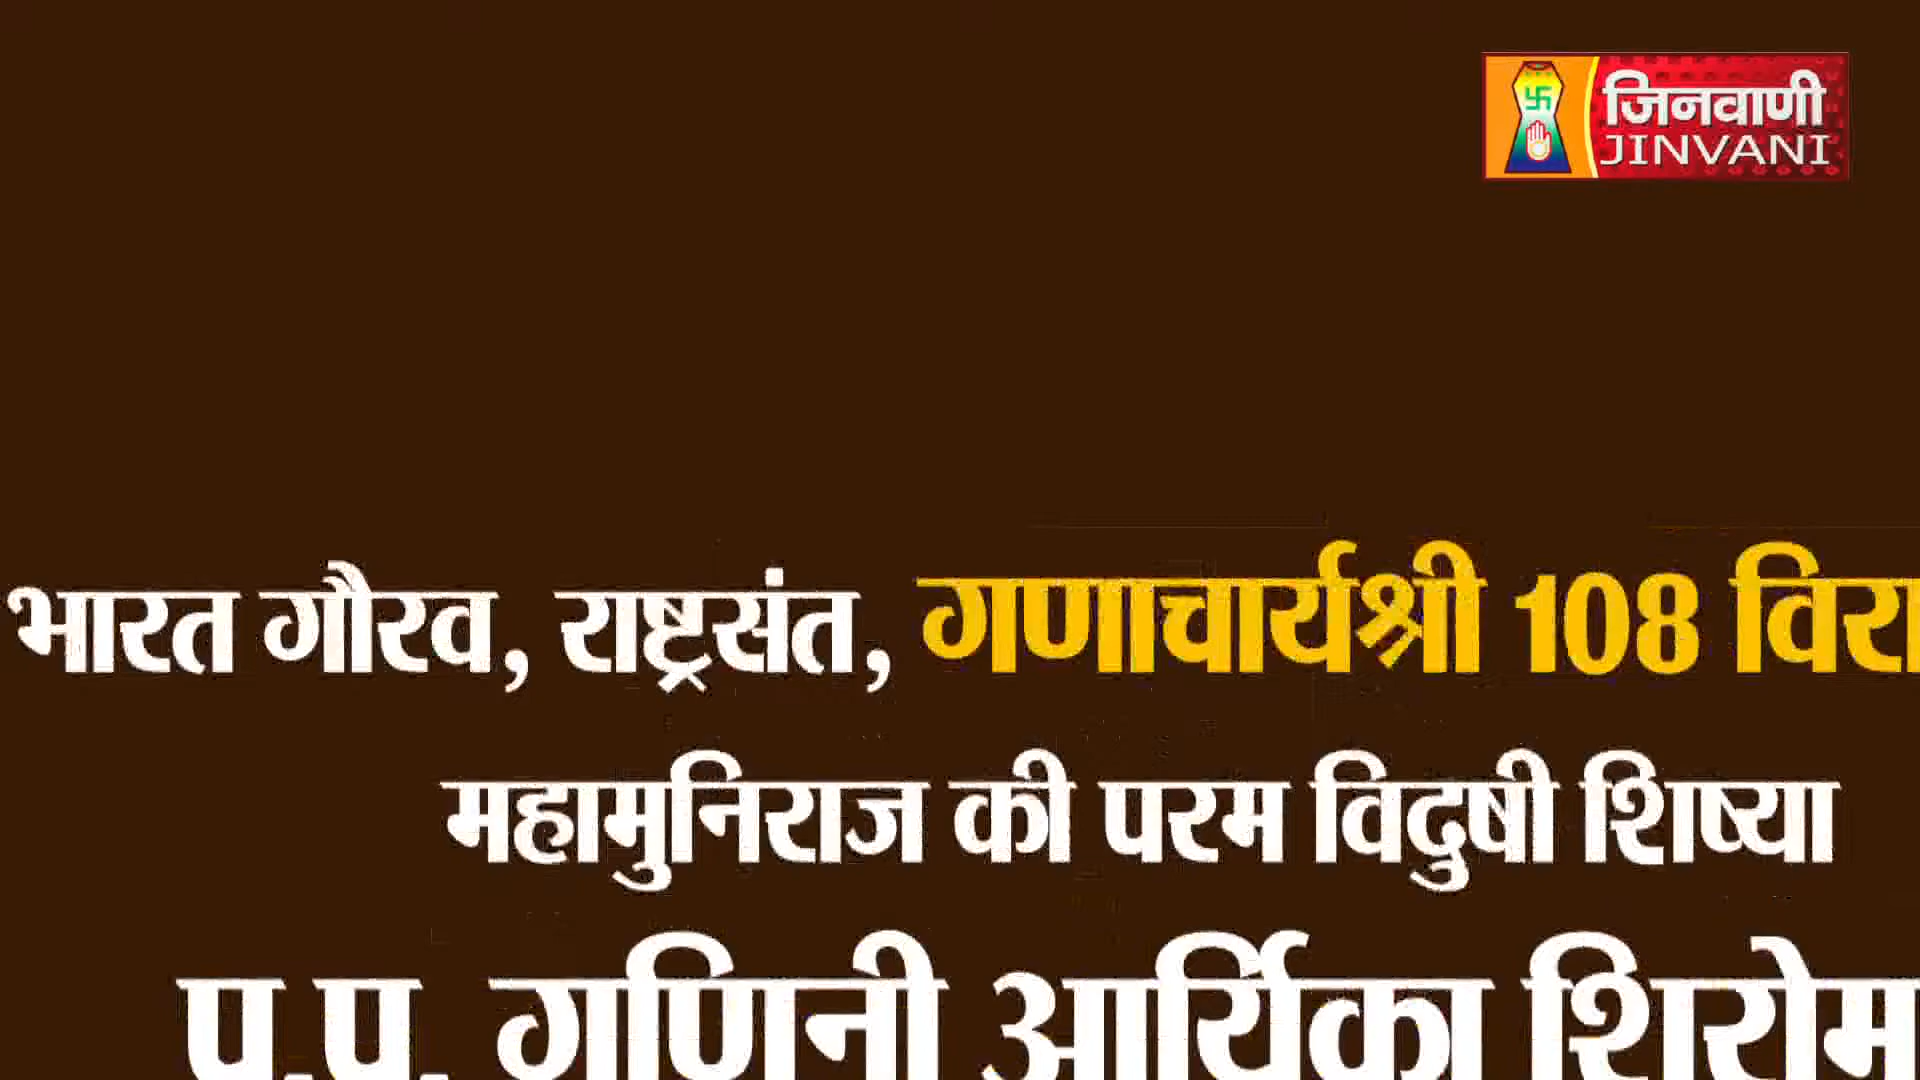 जिनवाणी
JINVANI
भारत गौरव, राष्ट्रसंत, गणाचार्यश्री 108 विरा
महामुनिराज की परम विदुषी शिष्या
प.पू. गणिनी आर्यिका शिरोम